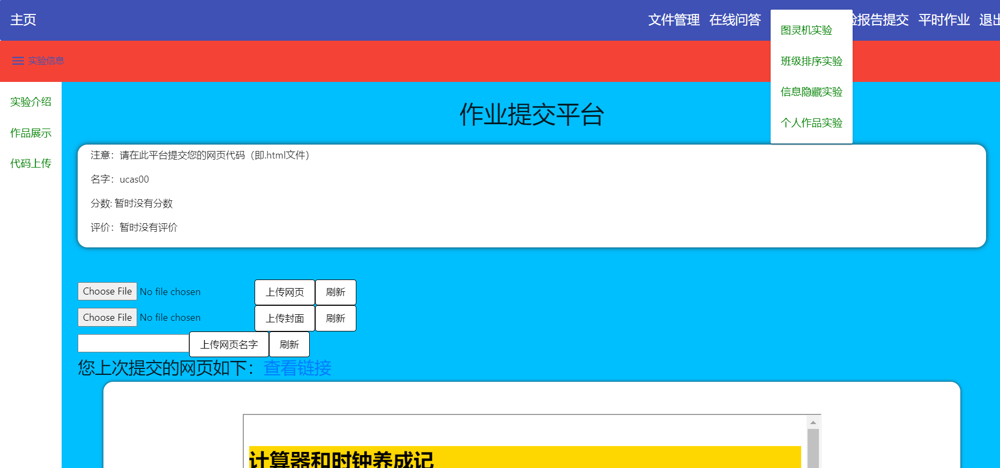 主页 文件管理 在线问答 验报告提交 平时作业 退出
图灵机实验
班级排序实验
信息隐藏实验
个人作品实验
实验信息
实验介绍
作品展示
代码上传
作业提交平台
注意：请在此平台提交您的网页代码（即.html文件）
名字：ucas00
分数: 暂时没有分数
评价：暂时没有评价
Choose File No file chosen 上传网页 刷新
Choose File No file chosen 上传封面 刷新
上传网页名字 刷新
您上次提交的网页如下：查看链接
计算器和时钟养成记